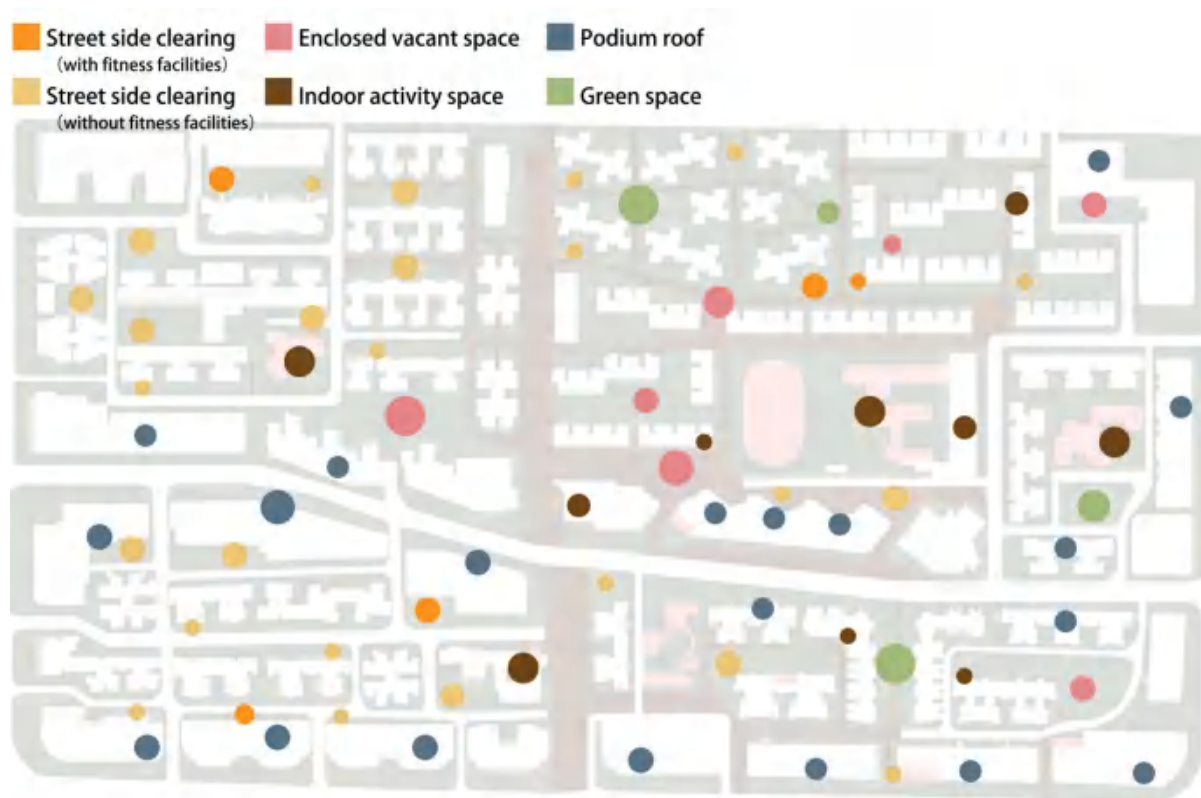 Street side clearing
(with fitness facilities)
Enclosed vacant space
Podium roof
Street side clearing
(without fitness facilities)
Indoor activity space
Green space